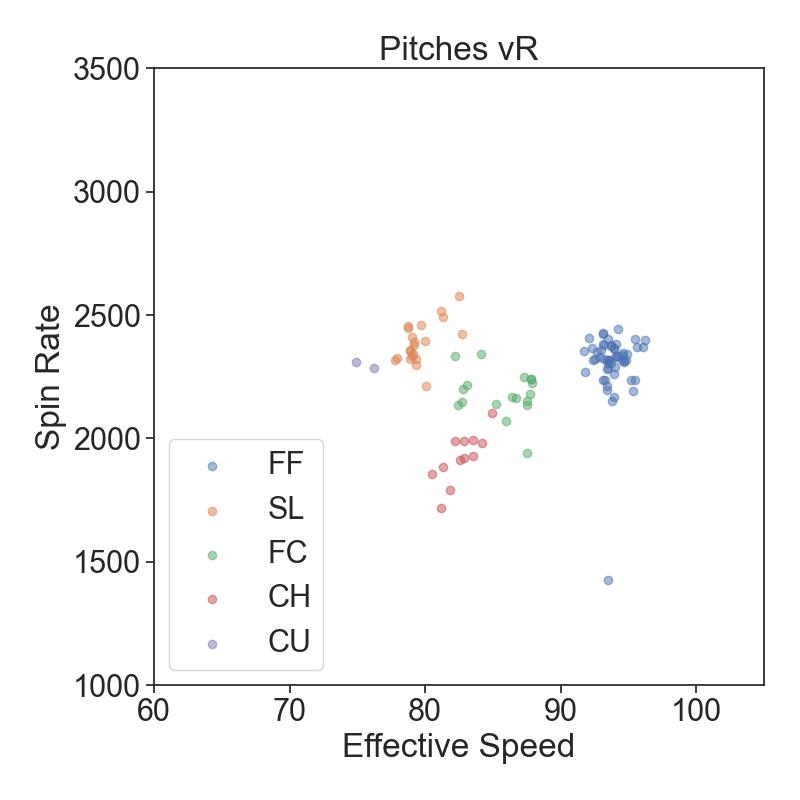 Pitches vR
3500
3000
2500
2000
1500
1000
Spin Rate
FF
SL
FC
CH
CU
60 70 80 90 100
Effective Speed